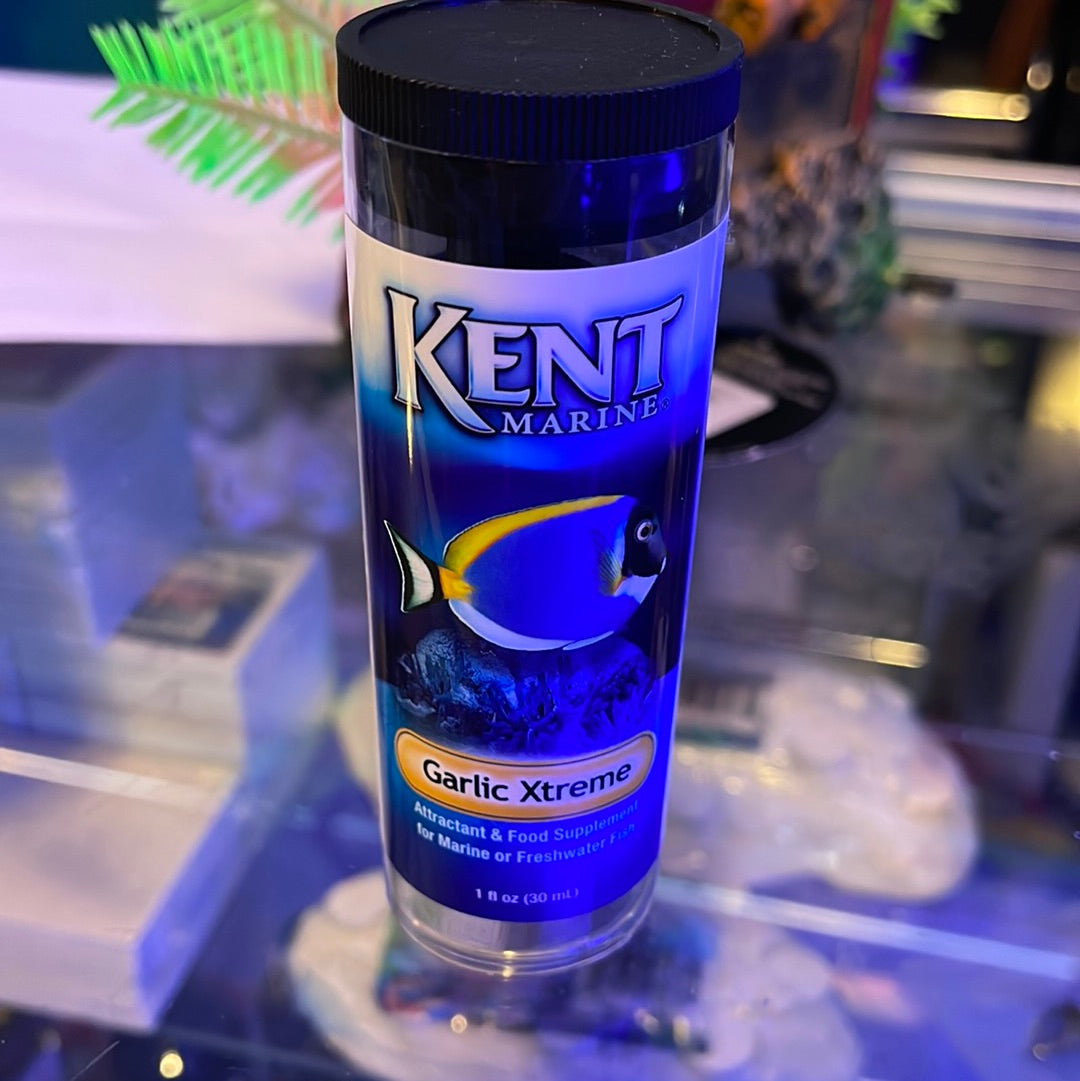 KENT
MARINE®
Garlic Xtreme
Attractant & Food Supplement
for Marine or Freshwater Fish
1 fl oz (30 mL)